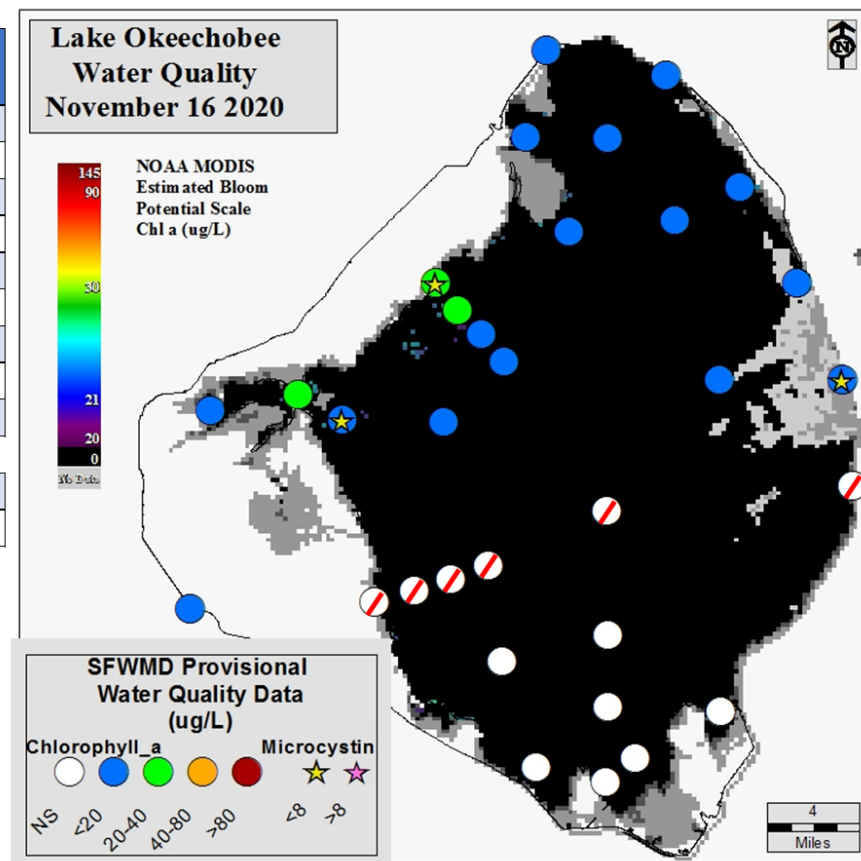 Lake Okeechobee
Water Quality
November 16 2020
N
NOAA MODIS
Estimated Bloom
Potential Scale
Chl a (ug/L)
145
90
30
21
20
0
No Data
SFWMD Provisional
Water Quality Data
(ug/L)
Chlorophyll_a Microcystin
NS <20 20-40 40-80 >80 <8 >8
4
Miles